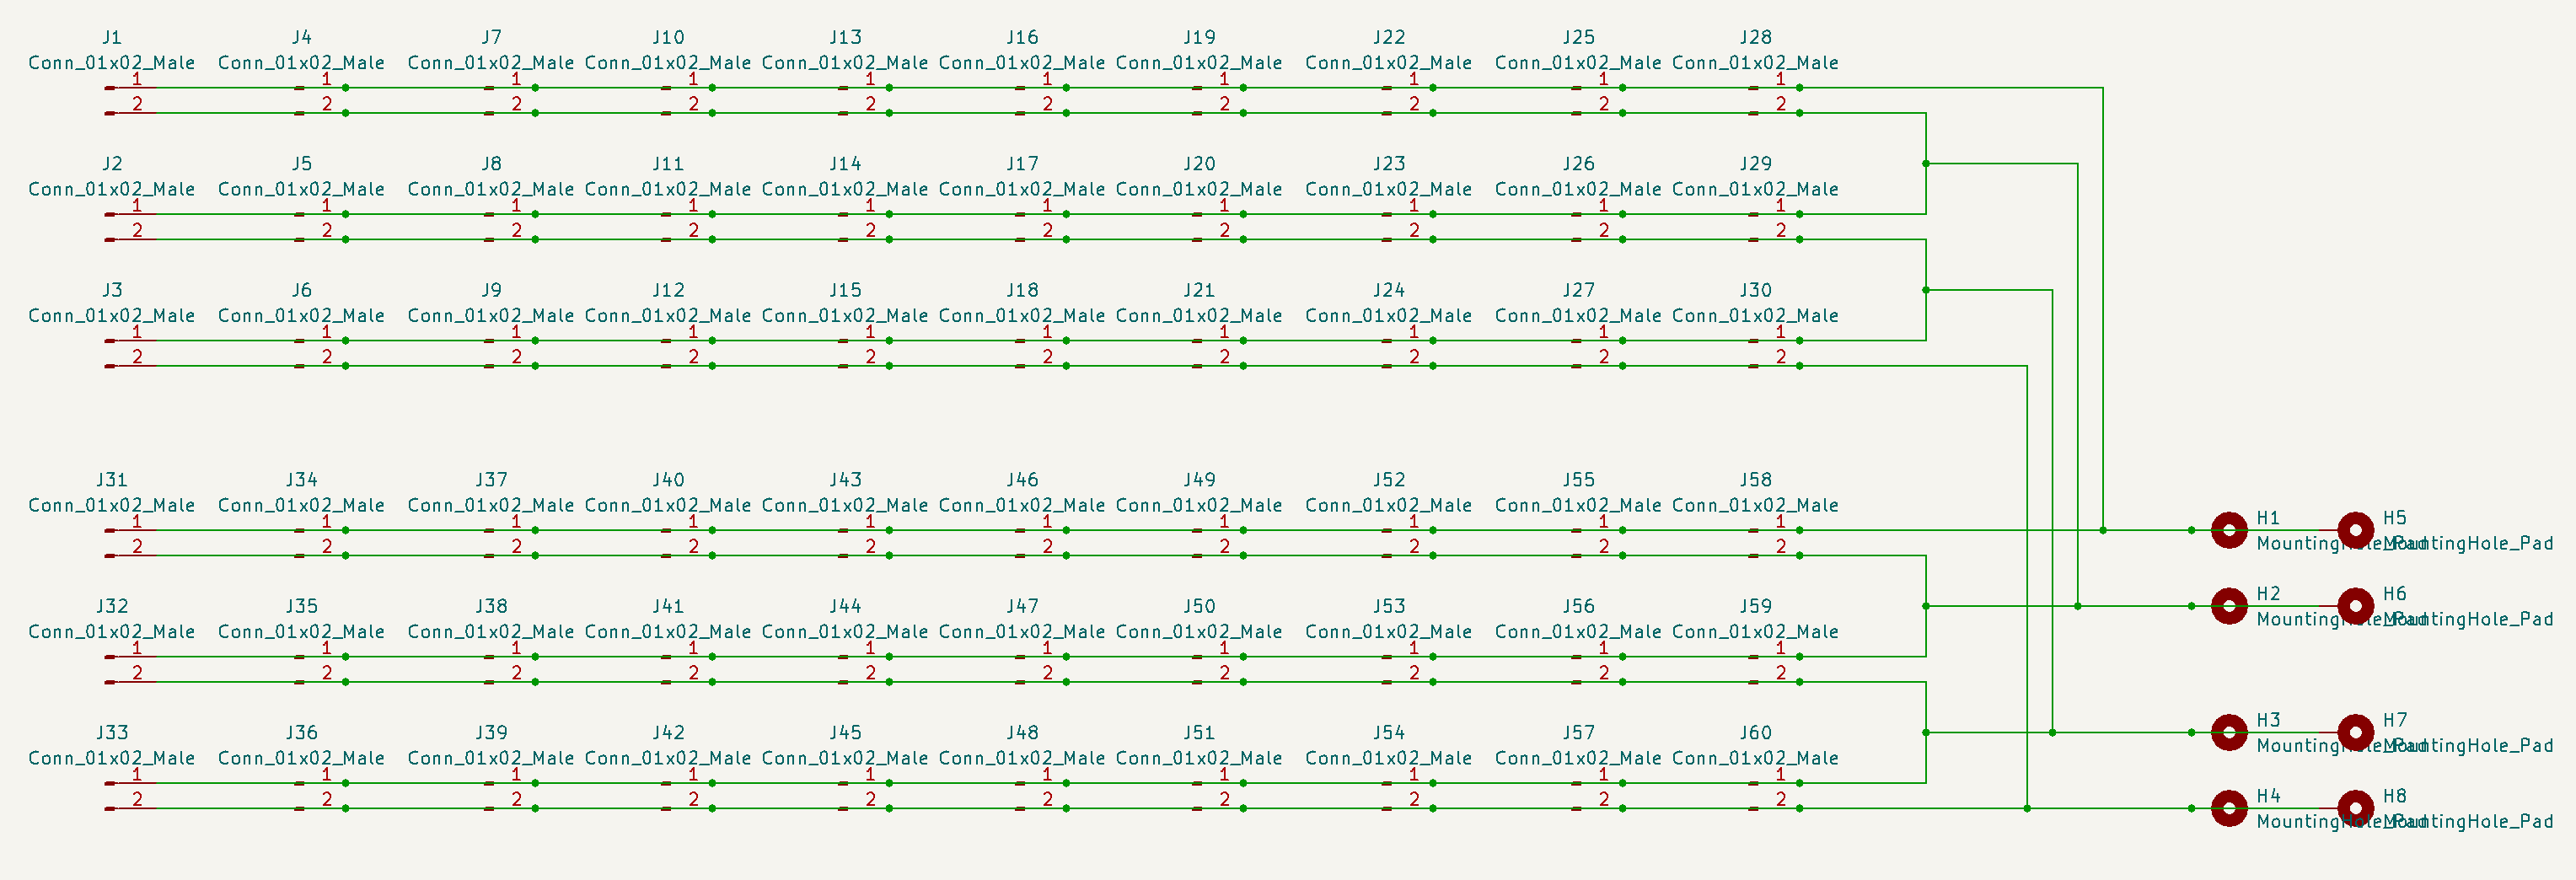 J1 J4 J7 J10 J13 J16 J19 J22 J25 J28
Conn_01x02_Male Conn_01x02_Male Conn_01x02_Male Conn_01x02_Male Conn_01x02_Male Conn_01x02_Male Conn_01x02_Male Conn_01x02_Male Conn_01x02_Male Conn_01x02_Male
1 1 1 1 1 1 1 1 1 1
2 2 2 2 2 2 2 2 2 2
J2 J5 J8 J11 J14 J17 J20 J23 J26 J29
Conn_01x02_Male Conn_01x02_Male Conn_01x02_Male Conn_01x02_Male Conn_01x02_Male Conn_01x02_Male Conn_01x02_Male Conn_01x02_Male Conn_01x02_Male Conn_01x02_Male
1 1 1 1 1 1 1 1 1 1
2 2 2 2 2 2 2 2 2 2
J3 J6 J9 J12 J15 J18 J21 J24 J27 J30
Conn_01x02_Male Conn_01x02_Male Conn_01x02_Male Conn_01x02_Male Conn_01x02_Male Conn_01x02_Male Conn_01x02_Male Conn_01x02_Male Conn_01x02_Male Conn_01x02_Male
1 1 1 1 1 1 1 1 1 1
2 2 2 2 2 2 2 2 2 2
J31 J34 J37 J40 J43 J46 J49 J52 J55 J58
Conn_01x02_Male Conn_01x02_Male Conn_01x02_Male Conn_01x02_Male Conn_01x02_Male Conn_01x02_Male Conn_01x02_Male Conn_01x02_Male Conn_01x02_Male Conn_01x02_Male
1 1 1 1 1 1 1 1 1 1 H1 H5
2 2 2 2 2 2 2 2 2 2 MountingHole_Pad MountingHole_Pad
J32 J35 J38 J41 J44 J47 J50 J53 J56 J59 H2 H6
Conn_01x02_Male Conn_01x02_Male Conn_01x02_Male Conn_01x02_Male Conn_01x02_Male Conn_01x02_Male Conn_01x02_Male Conn_01x02_Male Conn_01x02_Male Conn_01x02_Male MountingHole_Pad MountingHole_Pad
1 1 1 1 1 1 1 1 1 1
2 2 2 2 2 2 2 2 2 2
J33 J36 J39 J42 J45 J48 J51 J54 J57 J60 H3 H7
Conn_01x02_Male Conn_01x02_Male Conn_01x02_Male Conn_01x02_Male Conn_01x02_Male Conn_01x02_Male Conn_01x02_Male Conn_01x02_Male Conn_01x02_Male Conn_01x02_Male MountingHole_Pad MountingHole_Pad
1 1 1 1 1 1 1 1 1 1
2 2 2 2 2 2 2 2 2 2 H4 H8
MountingHole_Pad MountingHole_Pad